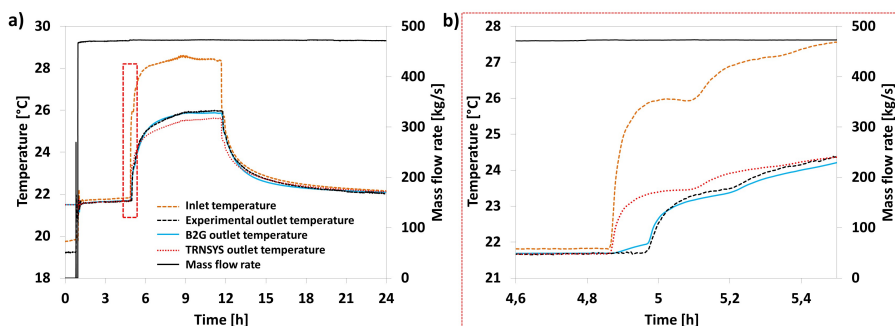 a)
30
28
26
24
22
20
18
Temperature [°C]
500
400
300
200
100
0
Mass flow rate [kg/s]
Inlet temperature
Experimental outlet temperature
B2G outlet temperature
TRNSYS outlet temperature
Mass flow rate
0 3 6 9 12 15 18 21 24
Time [h]
b)
28
27
26
25
24
23
22
21
Temperature [°C]
500
400
300
200
100
0
Mass flow rate [kg/s]
4,6 4,8 5 5,2 5,4
Time [h]